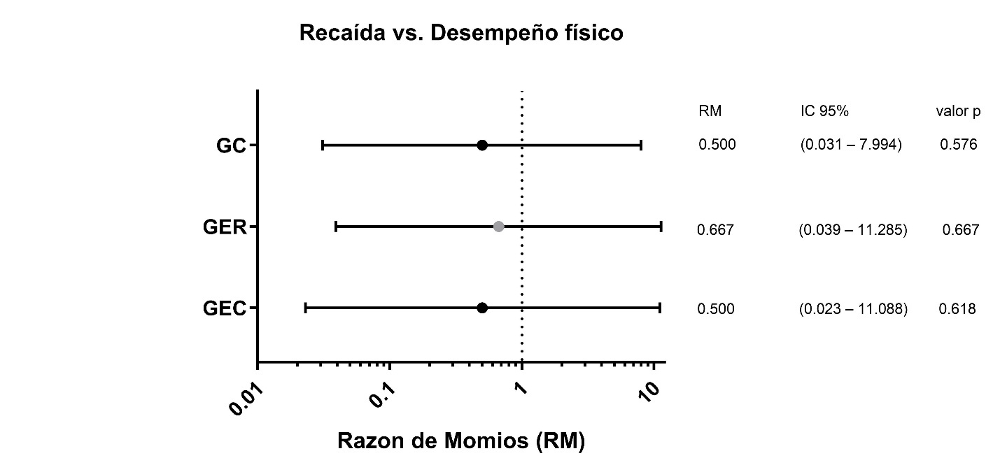 Recaída vs. Desempeño físico
RM IC 95% valor p
GC 0.500 (0.031 – 7.994) 0.576
GER 0.667 (0.039 – 11.285) 0.667
GEC 0.500 (0.023 – 11.088) 0.618
0.01 0.1 1 10
Razon de Momios (RM)